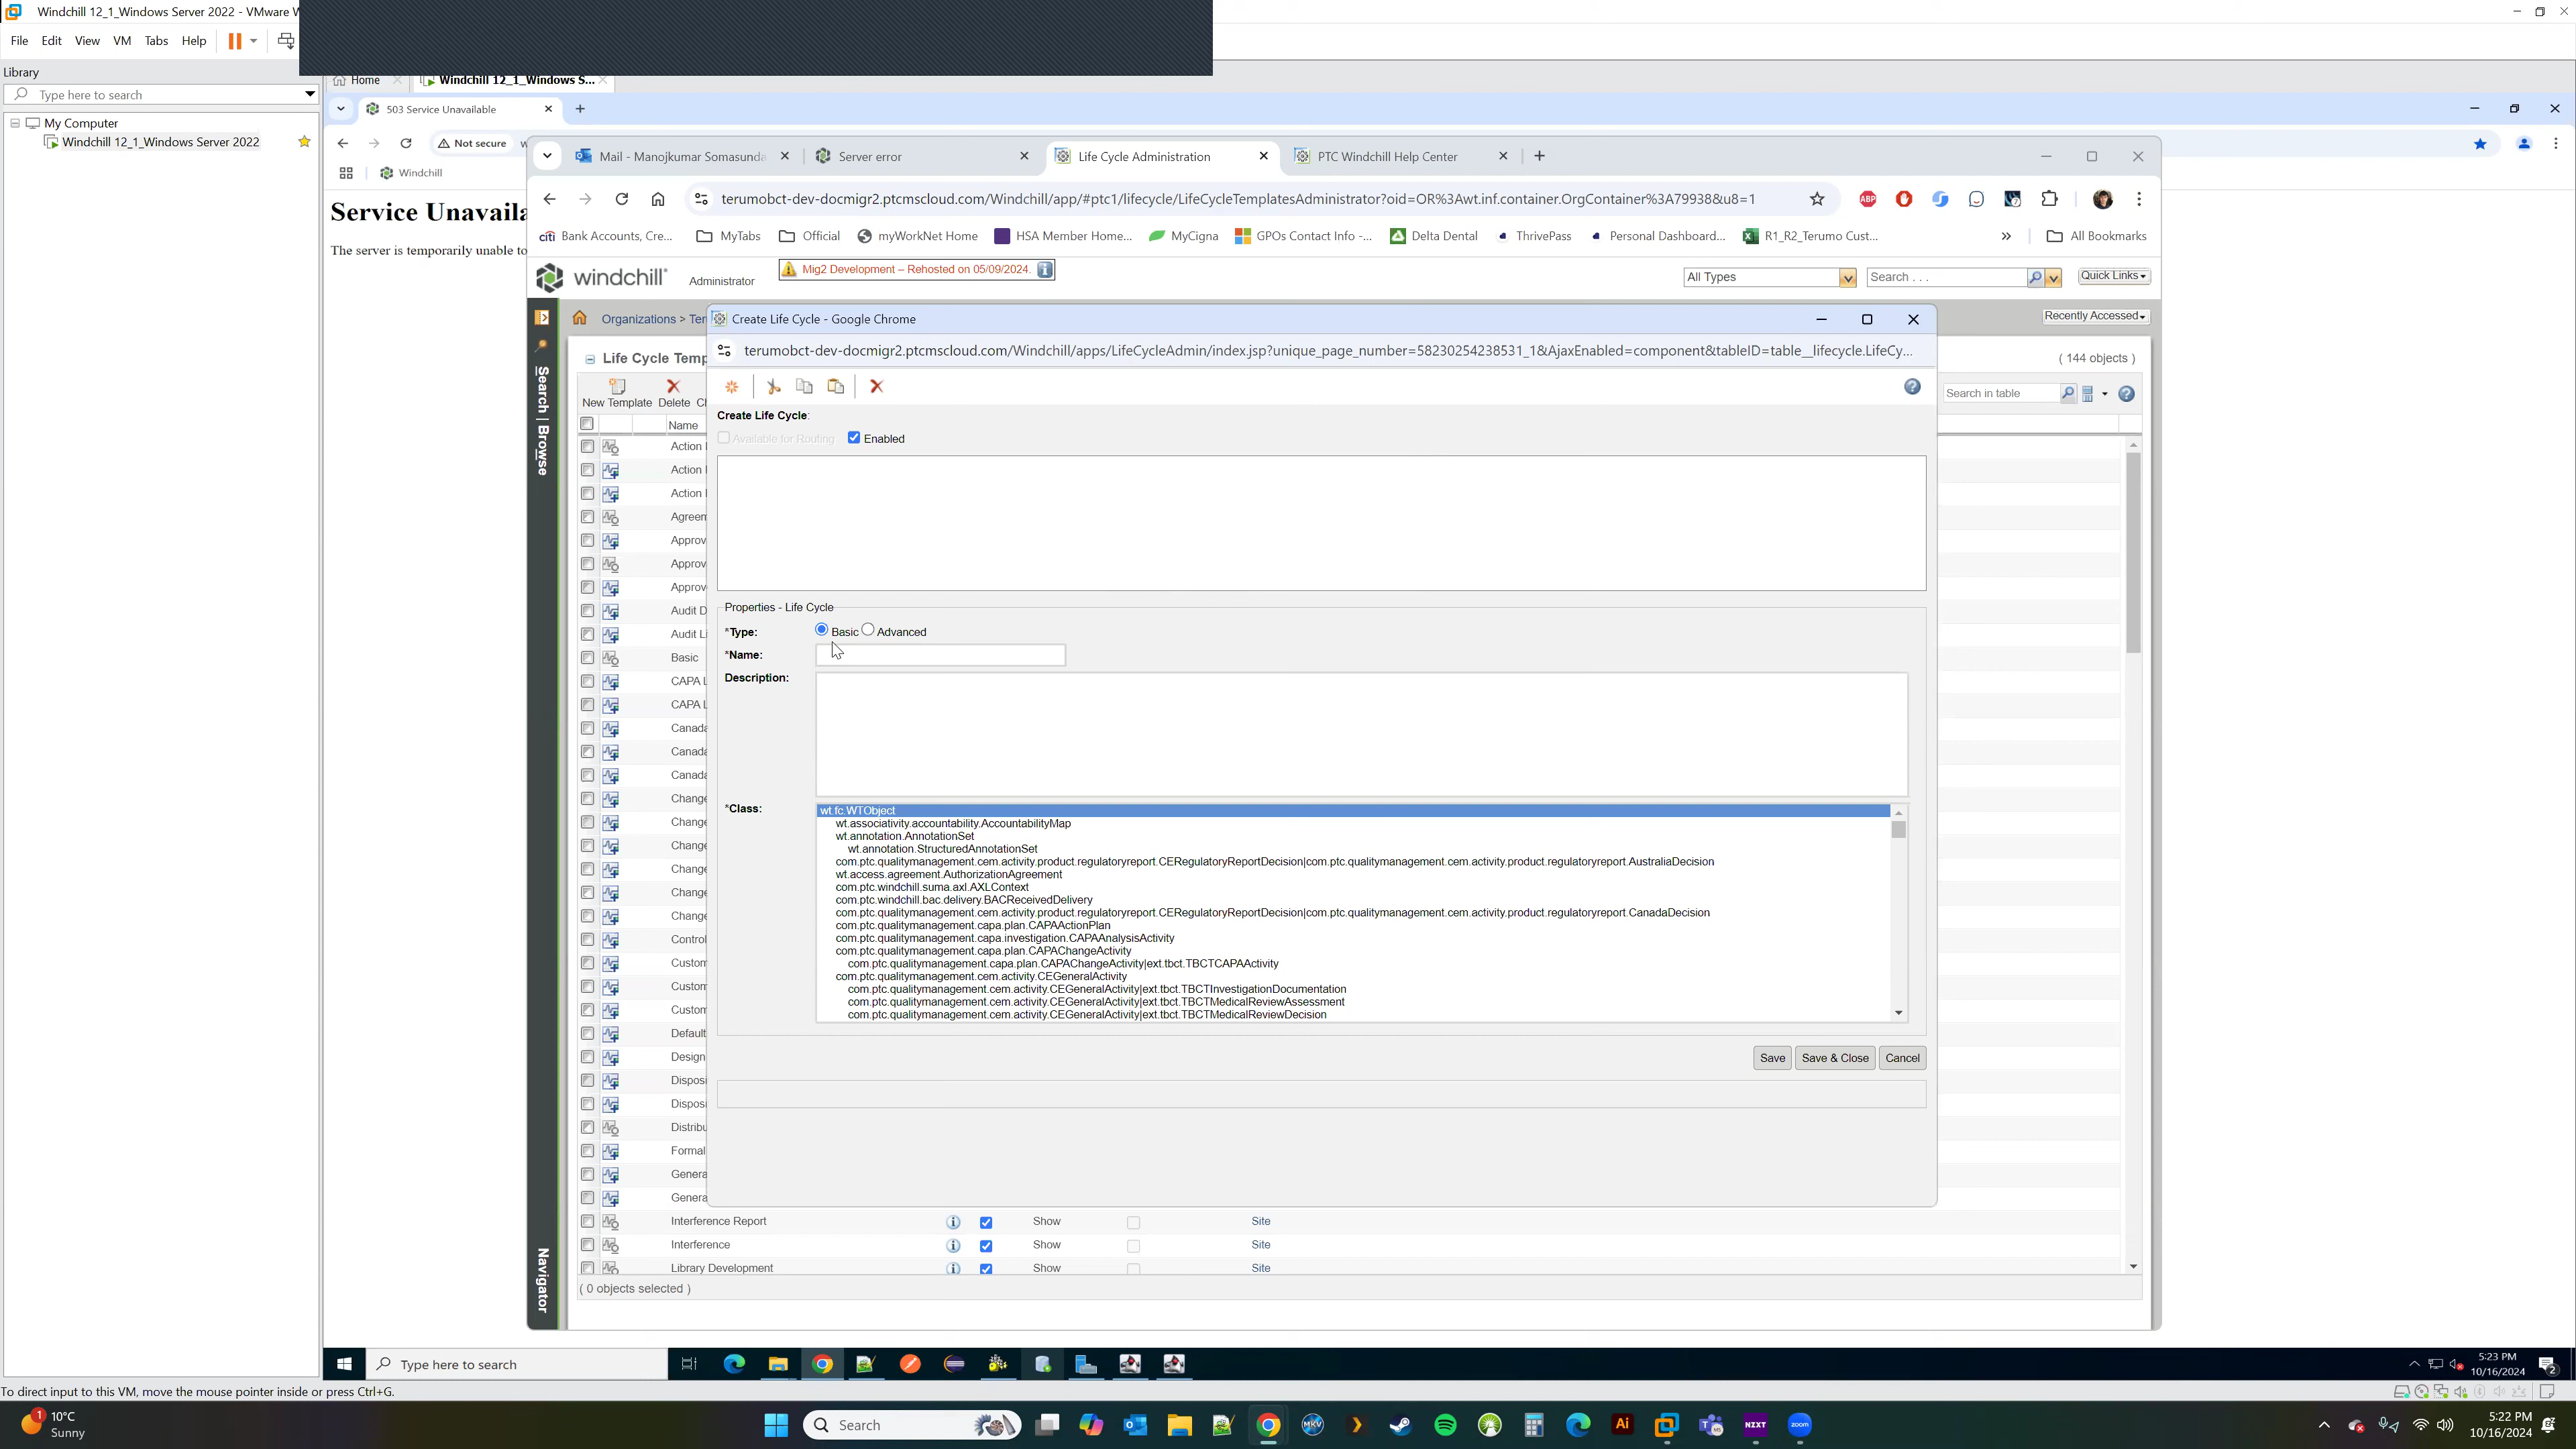 Windchill 12_1_Windows Server 2022 - VMware W
File Edit View VM Tabs Help
Library
Type here to search
My Computer
Windchill 12_1_Windows Server 2022
Home
Windchill 12_1_Windows S...
503 Service Unavailable
Not secure
Windchill
Service Unavaila
The server is temporarily unable to
Mail - Manojkumar Somasunda
Server error
Life Cycle Administration
PTC Windchill Help Center
terumobct-dev-docmigr2.ptcmscloud.com/Windchill/app/#ptc1/lifecycle/LifeCycleTemplatesAdministrator?oid=OR%3Awt.inf.container.OrgContainer%3A79938&u8=1
ABP
citi Bank Accounts, Cre...
MyTabs
Official
myWorkNet Home
HSA Member Home...
MyCigna
GPOs Contact Info -...
Delta Dental
ThrivePass
Personal Dashboard...
R1_R2_Terumo Cust...
All Bookmarks
windchill
Administrator
Mig2 Development – Rehosted on 05/09/2024.
All Types
Search . . .
Quick Links
Organizations > Ter
Recently Accessed
Create Life Cycle - Google Chrome
terumobct-dev-docmigr2.ptcmscloud.com/Windchill/apps/LifeCycleAdmin/index.jsp?unique_page_number=58230254238531_1&AjaxEnabled=component&tableID=table__lifecycle.LifeCy...
Life Cycle Temp
( 144 objects )
New Template Delete
Search in table
Name
Search | Browse
Navigator
Action
Action
Action
Agreem
Approv
Approv
Approv
Audit D
Audit Li
Basic
CAPA L
CAPA L
Canada
Canada
Canada
Change
Change
Change
Change
Change
Change
Control
Custom
Custom
Custom
Default
Design
Dispos
Dispos
Distribu
Formal
Genera
Genera
Interference Report Show Site
Interference Show Site
Library Development Show Site
( 0 objects selected )
Create Life Cycle:
Available for Routing
Enabled
Properties - Life Cycle
*Type: Basic Advanced
*Name:
Description:
*Class:
wt.fc.WTObject
wt.associativity.accountability.AccountabilityMap
wt.annotation.AnnotationSet
wt.annotation.StructuredAnnotationSet
com.ptc.qualitymanagement.cem.activity.product.regulatoryreport.CERegulatoryReportDecision|com.ptc.qualitymanagement.cem.activity.product.regulatoryreport.AustraliaDecision
wt.access.agreement.AuthorizationAgreement
com.ptc.windchill.suma.axl.AXLContext
com.ptc.windchill.bac.delivery.BACReceivedDelivery
com.ptc.qualitymanagement.cem.activity.product.regulatoryreport.CERegulatoryReportDecision|com.ptc.qualitymanagement.cem.activity.product.regulatoryreport.CanadaDecision
com.ptc.qualitymanagement.capa.plan.CAPAActionPlan
com.ptc.qualitymanagement.capa.investigation.CAPAAnalysisActivity
com.ptc.qualitymanagement.capa.plan.CAPAChangeActivity
com.ptc.qualitymanagement.capa.plan.CAPAChangeActivity|ext.tbct.TBCTCAPAActivity
com.ptc.qualitymanagement.cem.activity.CEGeneralActivity
com.ptc.qualitymanagement.cem.activity.CEGeneralActivity|ext.tbct.TBCTInvestigationDocumentation
com.ptc.qualitymanagement.cem.activity.CEGeneralActivity|ext.tbct.TBCTMedicalReviewAssessment
com.ptc.qualitymanagement.cem.activity.CEGeneralActivity|ext.tbct.TBCTMedicalReviewDecision
Save
Save & Close
Cancel
Type here to search
5:23 PM
10/16/2024
2
To direct input to this VM, move the mouse pointer inside or press Ctrl+G.
1
10°C
Sunny
Search
MKV
Ai
NZXT
zoom
5:22 PM
10/16/2024